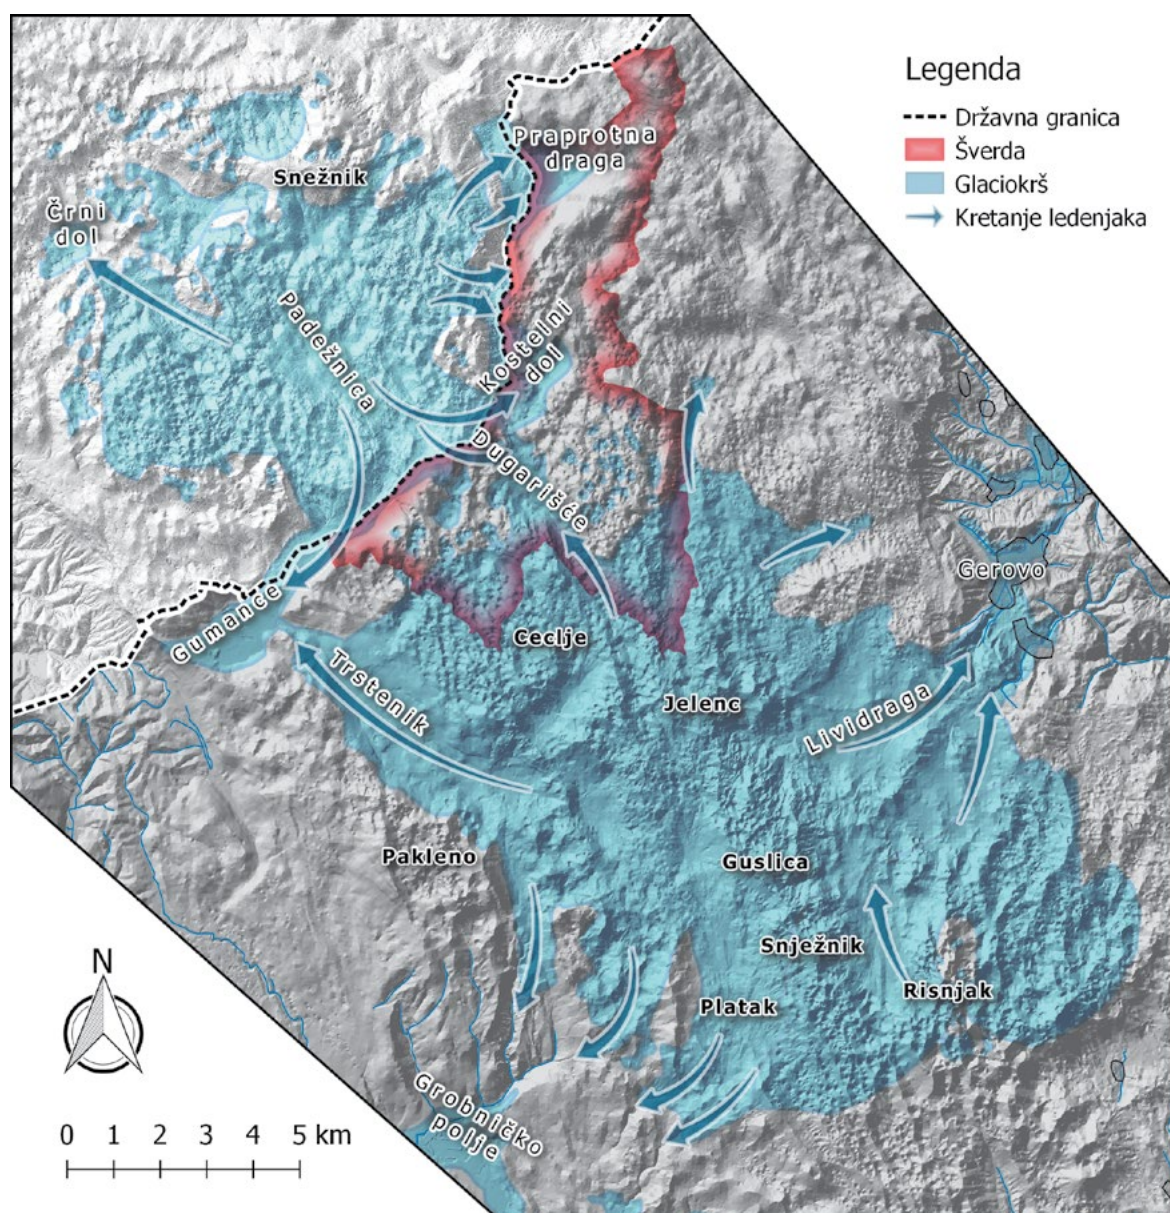 Legenda
Državna granica
Šverda
Glaciokrš
Kretanje ledenjaka
Praprotna
draga
Snežnik
Črni
dol
Padežnica
Kostelni
dol
Dugarišće
Gerovo
Gumance
Ceclje
Trstenik
Jelenc
Lividraga
Pakleno
Guslica
Snježnik
Risnjak
Platak
N
Grobničko
polje
0 1 2 3 4 5 km